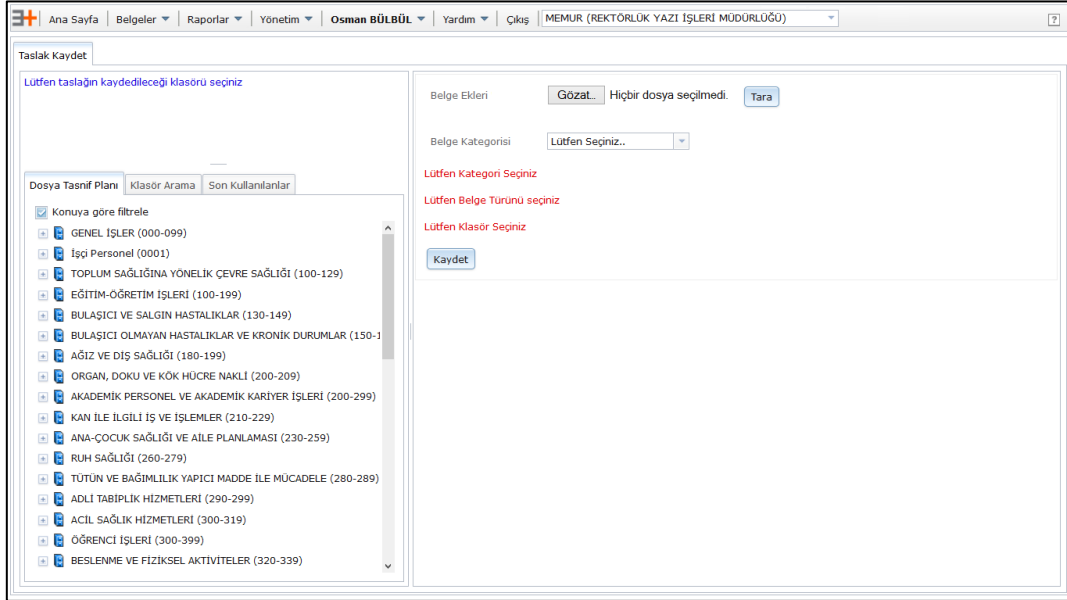 Ana Sayfa Belgeler Raporlar Yönetim Osman BÜLBÜL Yardım Çıkış MEMUR (REKTÖRLÜK YAZI İŞLERİ MÜDÜRLÜĞÜ) ?
Taslak Kaydet
Lütfen taslağın kaydedileceği klasörü seçiniz
Dosya Tasnif Planı Klasör Arama Son Kullanılanlar
Konuya göre filtrele
GENEL İŞLER (000-099)
İşçi Personel (0001)
TOPLUM SAĞLIĞINA YÖNELİK ÇEVRE SAĞLIĞI (100-129)
EĞİTİM-ÖĞRETİM İŞLERİ (100-199)
BULAŞICI VE SALGIN HASTALIKLAR (130-149)
BULAŞICI OLMAYAN HASTALIKLAR VE KRONİK DURUMLAR (150-1
AĞIZ VE DİŞ SAĞLIĞI (180-199)
ORGAN, DOKU VE KÖK HÜCRE NAKLİ (200-209)
AKADEMİK PERSONEL VE AKADEMİK KARİYER İŞLERİ (200-299)
KAN İLE İLGİLİ İŞ VE İŞLEMLER (210-229)
ANA-ÇOCUK SAĞLIĞI VE AİLE PLANLAMASI (230-259)
RUH SAĞLIĞI (260-279)
TÜTÜN VE BAĞIMLILIK YAPICI MADDE İLE MÜCADELE (280-289)
ADLİ TABİPLİK HİZMETLERİ (290-299)
ACİL SAĞLIK HİZMETLERİ (300-319)
ÖĞRENCİ İŞLERİ (300-399)
BESLENME VE FİZİKSEL AKTİVİTELER (320-339)
Belge Ekleri Gözat... Hiçbir dosya seçilmedi. Tara
Belge Kategorisi Lütfen Seçiniz..
Lütfen Kategori Seçiniz
Lütfen Belge Türünü seçiniz
Lütfen Klasör Seçiniz
Kaydet